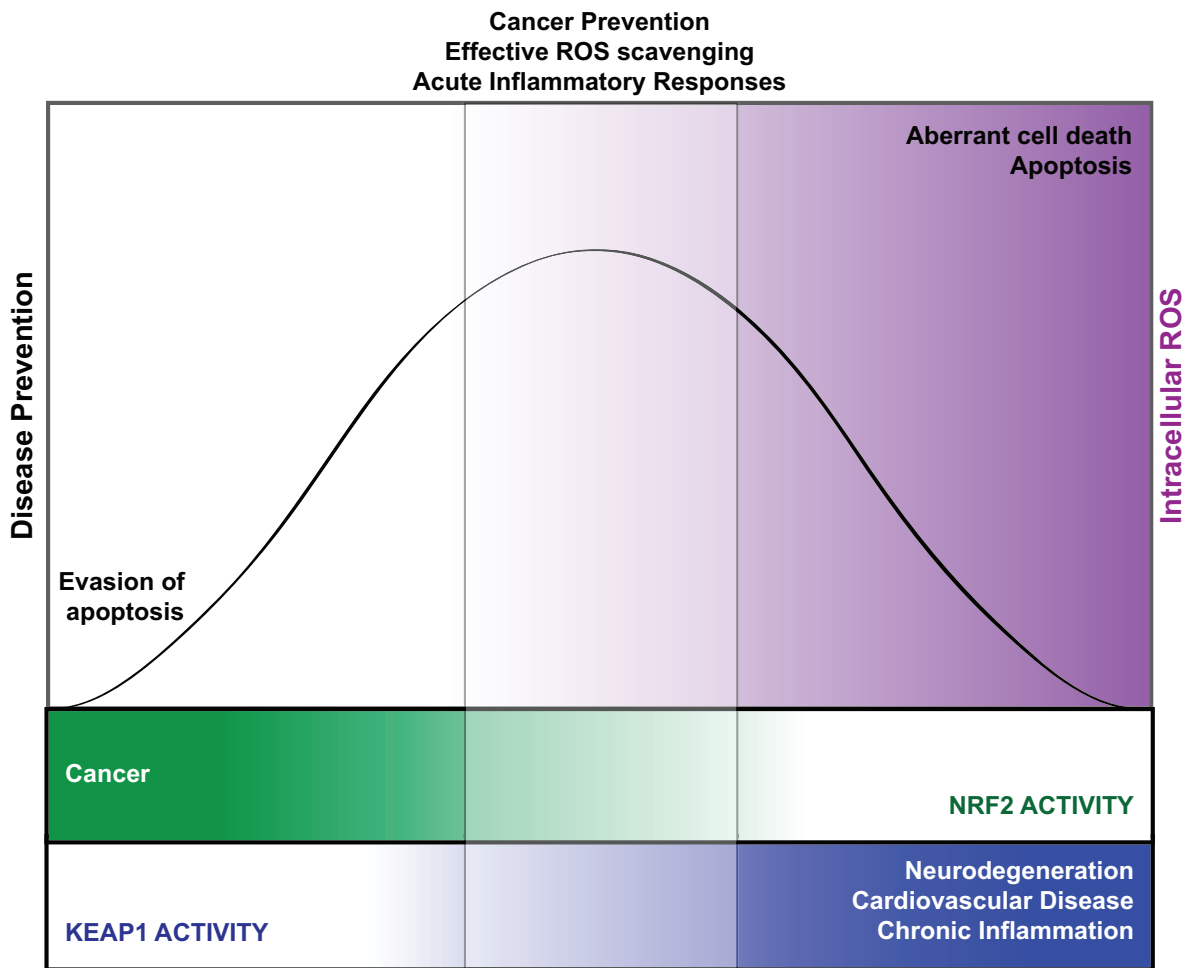 Cancer Prevention
Effective ROS scavenging
Acute Inflammatory Responses
Aberrant cell death
Apoptosis
Disease Prevention
Intracellular ROS
Evasion of
apoptosis
Cancer
NRF2 ACTIVITY
Neurodegeneration
Cardiovascular Disease
Chronic Inflammation
KEAP1 ACTIVITY